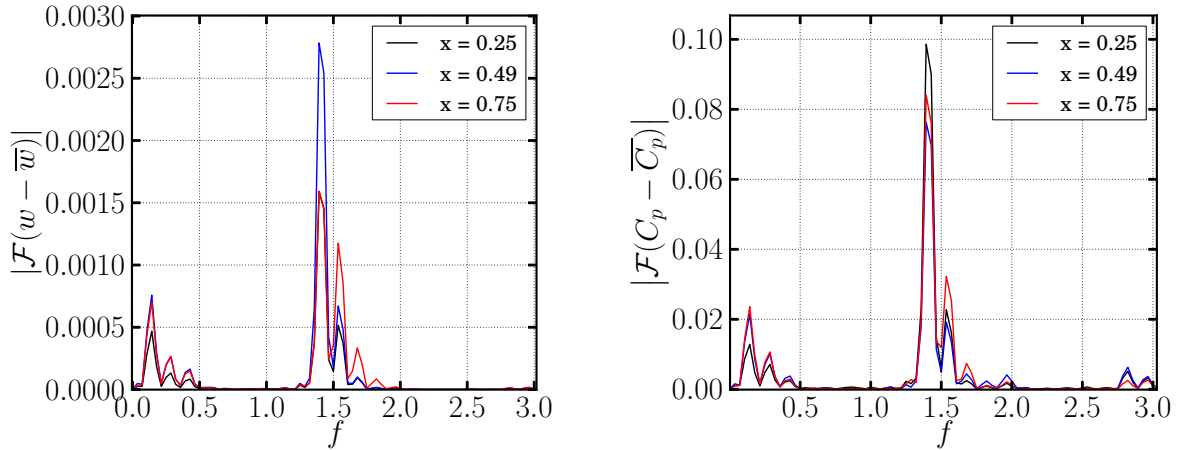 0.0030
0.0025
0.0020
0.0015
0.0010
0.0005
0.0000
|ℱ(w − w̅)|
0.0 0.5 1.0 1.5 2.0 2.5 3.0
f
x = 0.25
x = 0.49
x = 0.75
0.10
0.08
0.06
0.04
0.02
0.00
|ℱ(C_p − \overline{C_p})|
0.5 1.0 1.5 2.0 2.5 3.0
f
x = 0.25
x = 0.49
x = 0.75